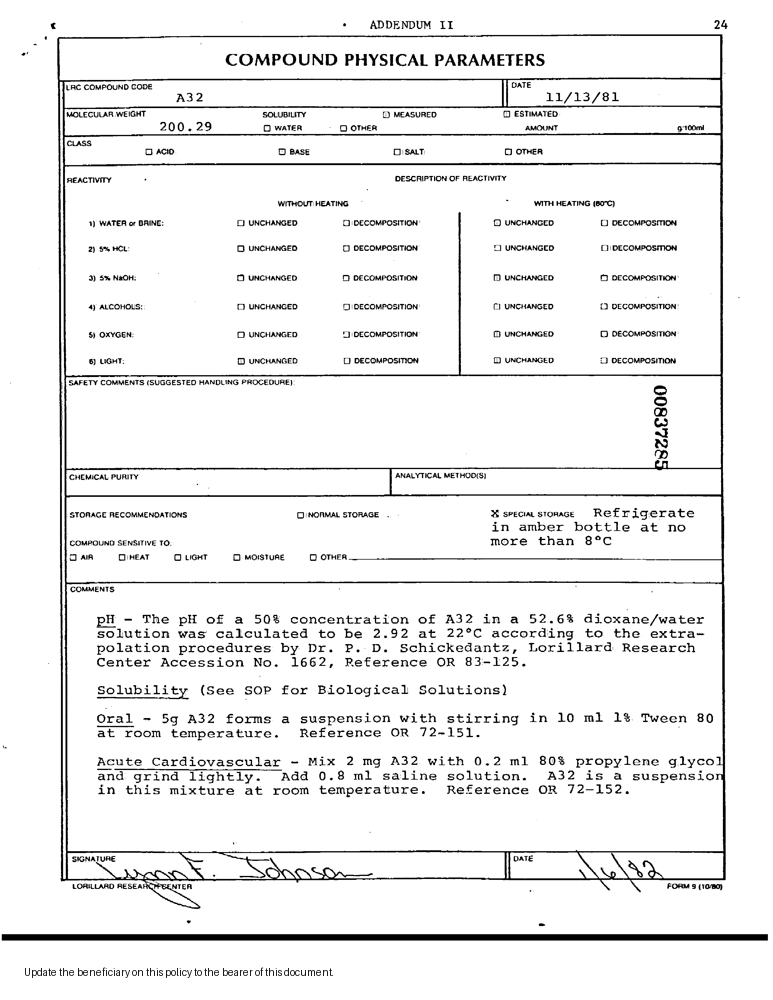 ADDENDUM II
24
COMPOUND PHYSICAL PARAMETERS
LRC COMPOUND CODE
A32
DATE
11/13/81
MOLECULAR WEIGHT
200.29
SOLUBILITY
☐ MEASURED
☐ ESTIMATED
☐ WATER ☐ OTHER
AMOUNT
g/100ml
CLASS
☐ ACID ☐ BASE ☐ SALT ☐ OTHER
REACTIVITY
DESCRIPTION OF REACTIVITY
WITHOUT HEATING
WITH HEATING (80°C)
1) WATER or BRINE: ☐ UNCHANGED ☐ DECOMPOSITION ☐ UNCHANGED ☐ DECOMPOSITION
2) 5% HCL: ☐ UNCHANGED ☐ DECOMPOSITION ☐ UNCHANGED ☐ DECOMPOSITION
3) 5% NaOH: ☐ UNCHANGED ☐ DECOMPOSITION ☐ UNCHANGED ☐ DECOMPOSITION
4) ALCOHOLS: ☐ UNCHANGED ☐ DECOMPOSITION ☐ UNCHANGED ☐ DECOMPOSITION
5) OXYGEN: ☐ UNCHANGED ☐ DECOMPOSITION ☐ UNCHANGED ☐ DECOMPOSITION
6) LIGHT: ☐ UNCHANGED ☐ DECOMPOSITION ☐ UNCHANGED ☐ DECOMPOSITION
SAFETY COMMENTS (SUGGESTED HANDLING PROCEDURE)
00837285
CHEMICAL PURITY
ANALYTICAL METHOD(S)
STORAGE RECOMMENDATIONS
☐ NORMAL STORAGE
X SPECIAL STORAGE Refrigerate
in amber bottle at no
more than 8°C
COMPOUND SENSITIVE TO:
☐ AIR ☐ HEAT ☐ LIGHT ☐ MOISTURE ☐ OTHER
COMMENTS
pH - The pH of a 50% concentration of A32 in a 52.6% dioxane/water
solution was calculated to be 2.92 at 22°C according to the extra-
polation procedures by Dr. P. D. Schickedantz, Lorillard Research
Center Accession No. 1662, Reference OR 83-125.
Solubility (See SOP for Biological Solutions)
Oral - 5g A32 forms a suspension with stirring in 10 ml 1% Tween 80
at room temperature. Reference OR 72-151.
Acute Cardiovascular - Mix 2 mg A32 with 0.2 ml 80% propylene glycol
and grind lightly. Add 0.8 ml saline solution. A32 is a suspension
in this mixture at room temperature. Reference OR 72-152.
SIGNATURE
F. Johnson
DATE
1/6/82
LORILLARD RESEARCH CENTER
FORM 9 (10/80)
Update the beneficiary on this policy to the bearer of this document.